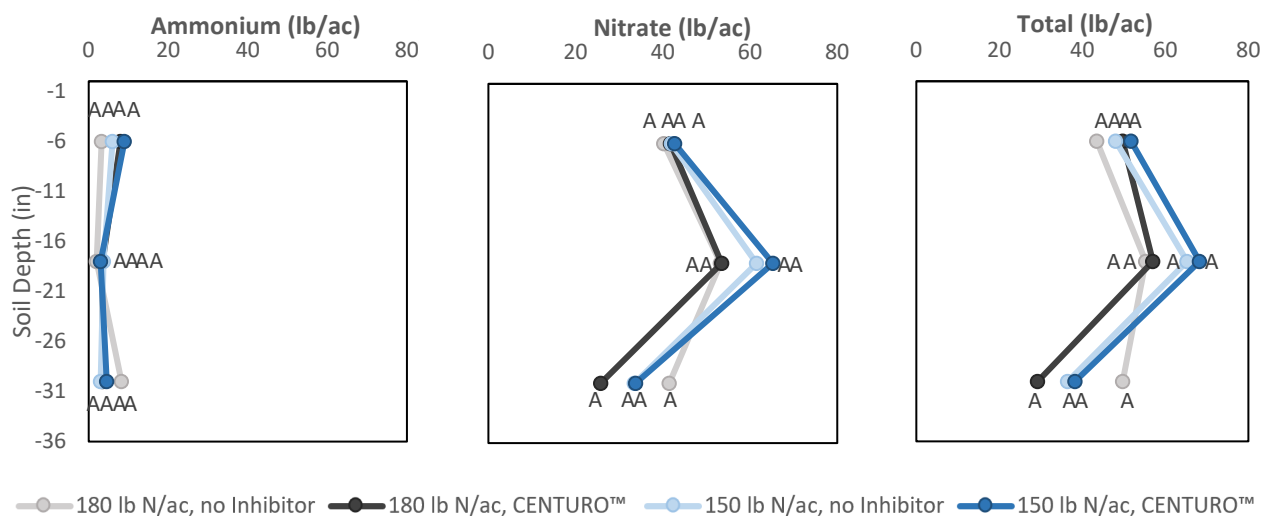 Ammonium (lb/ac) Nitrate (lb/ac) Total (lb/ac)
0 20 40 60 80 0 20 40 60 80 0 20 40 60 80
-1
AAAA A AA A AAAA
-6
-11
-16
AAAA AA AA AA A A
-21
-26
-31
AAAA A AA A A AA A
-36
Soil Depth (in)
180 lb N/ac, no Inhibitor 180 lb N/ac, CENTURO™ 150 lb N/ac, no Inhibitor 150 lb N/ac, CENTURO™